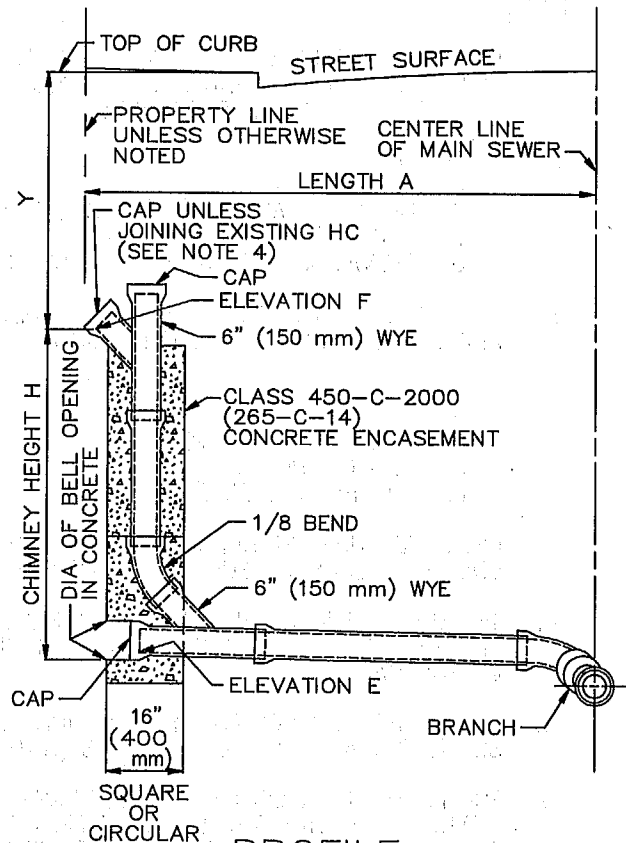 TOP OF CURB
STREET SURFACE
PROPERTY LINE
UNLESS OTHERWISE
NOTED
CENTER LINE
OF MAIN SEWER
Y
LENGTH A
CAP UNLESS
JOINING EXISTING HC
(SEE NOTE 4)
CAP
ELEVATION F
6" (150 mm) WYE
CHIMNEY HEIGHT H
DIA OF BELL OPENING
IN CONCRETE
CLASS 450-C-2000
(265-C-14)
CONCRETE ENCASEMENT
1/8 BEND
6" (150 mm) WYE
CAP
ELEVATION E
BRANCH
16"
(400
mm)
SQUARE
OR
CIRCULAR
PROFILE